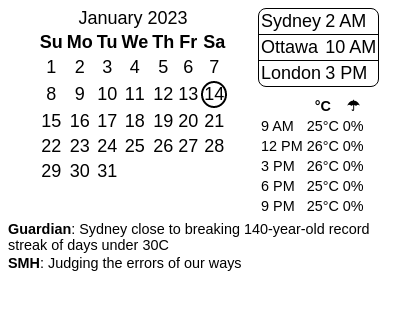 January 2023
Su Mo Tu We Th Fr Sa
1 2 3 4 5 6 7
8 9 10 11 12 13 14
15 16 17 18 19 20 21
22 23 24 25 26 27 28
29 30 31
Sydney 2 AM
Ottawa 10 AM
London 3 PM
°C ☂
9 AM 25°C 0%
12 PM 26°C 0%
3 PM 26°C 0%
6 PM 25°C 0%
9 PM 25°C 0%
Guardian: Sydney close to breaking 140-year-old record
streak of days under 30C
SMH: Judging the errors of our ways